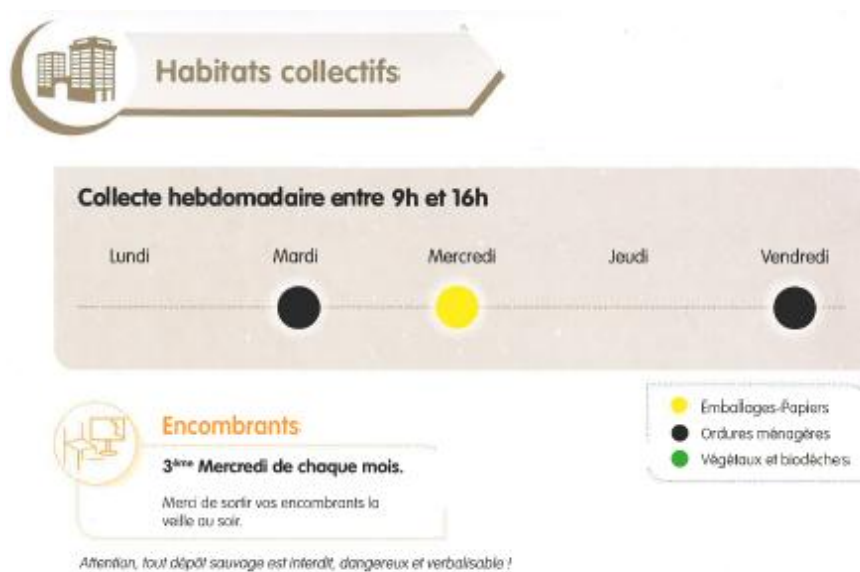 Habitats collectifs
Collecte hebdomadaire entre 9h et 16h
Lundi Mardi Mercredi Jeudi Vendredi
Emballages-Papiers
Ordures ménagères
Végétaux et biodéchets
Encombrants
3ème Mercredi de chaque mois.
Merci de sortir vos encombrants la
veille au soir.
Attention, tout dépôt sauvage est interdit, dangereux et verbalisable !